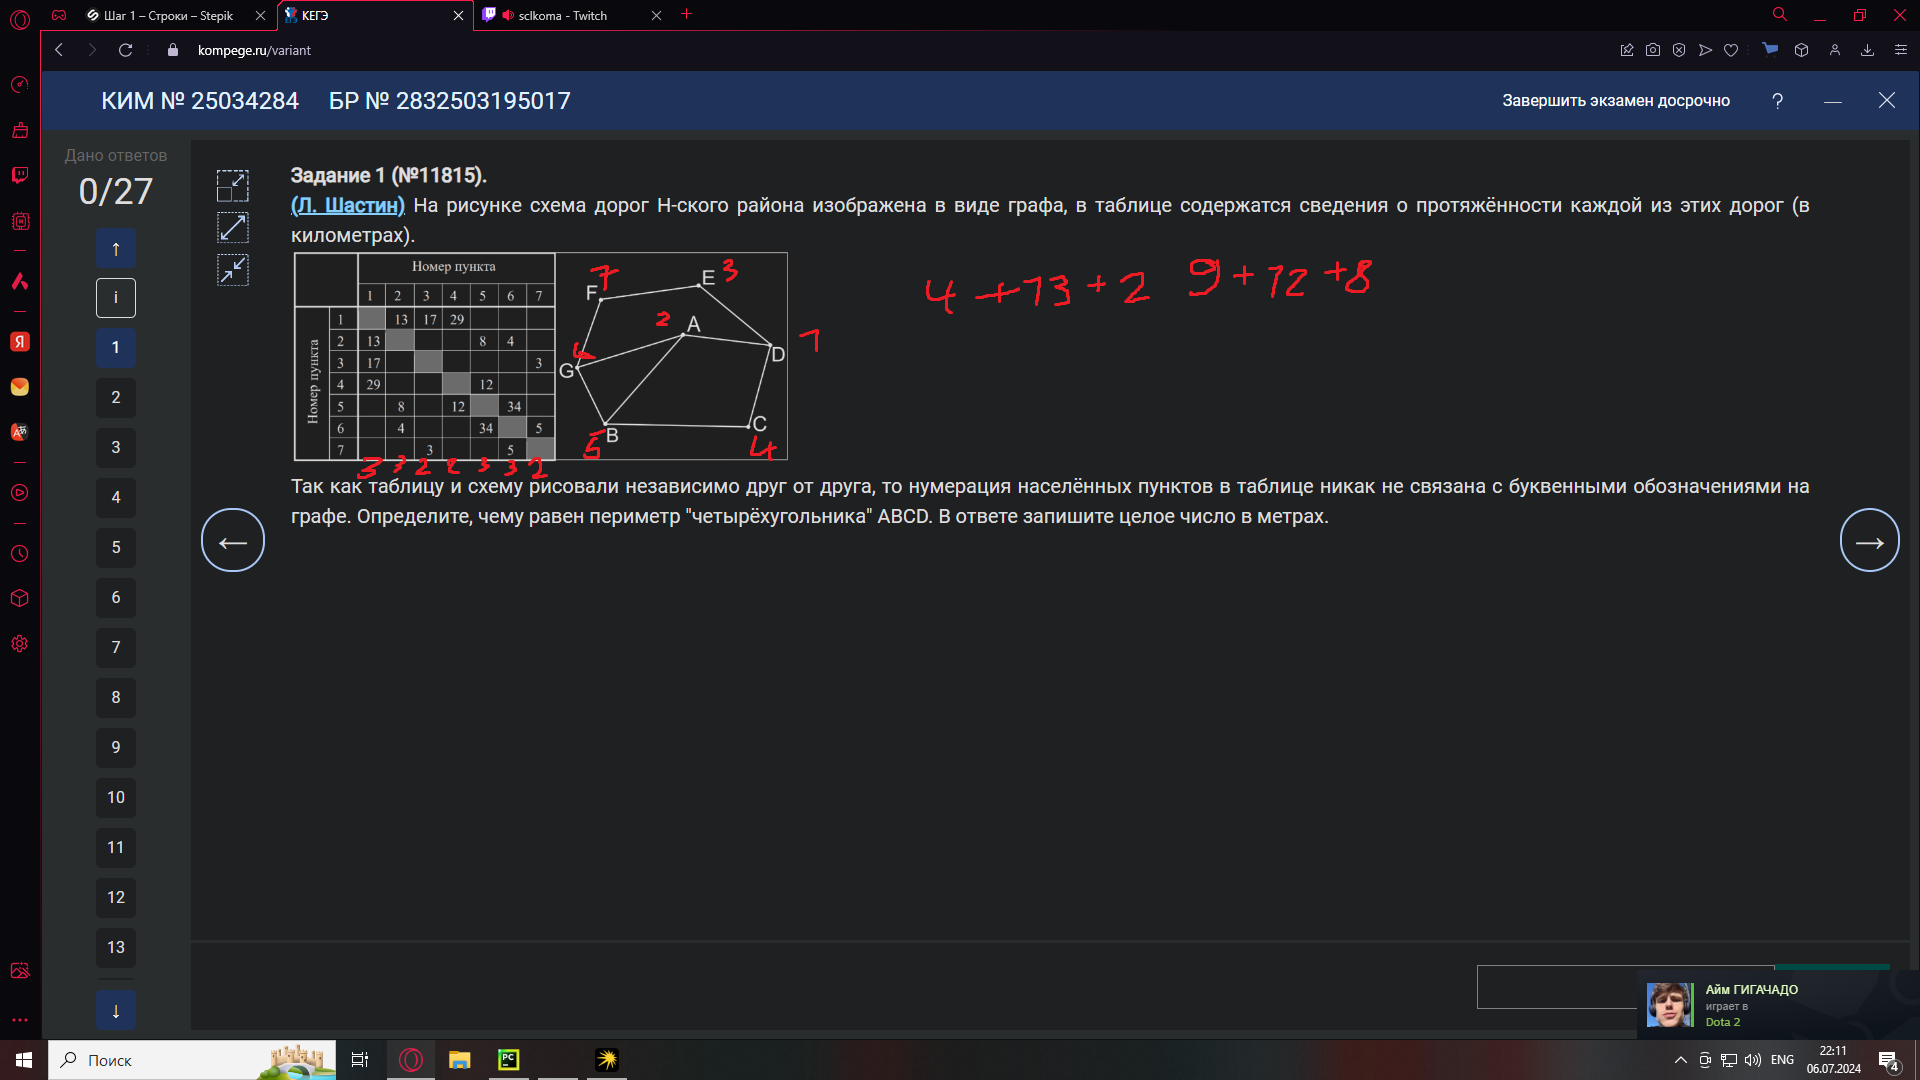 Шаг 1 – Строки – Stepik
КЕГЭ
sclkoma - Twitch
kompege.ru/variant
КИМ № 25034284 БР № 2832503195017
Завершить экзамен досрочно ?
Дано ответов
0/27
↑
i
1
2
3
4
5
6
7
8
9
10
11
12
13
↓
Задание 1 (№11815).
(Л. Шастин) На рисунке схема дорог Н-ского района изображена в виде графа, в таблице содержатся сведения о протяжённости каждой из этих дорог (в
километрах).
Номер пункта
1 2 3 4 5 6 7
Номер пункта
1 13 17 29
2 13 8 4
3 17 3
4 29 12
5 8 12 34
6 4 34 5
7 3 5
3 3 2 2 3 3 2
F 7
E 3
2 A
D 1
G 6
B 5
C 4
4 + 13 + 2 9 + 12 + 8
Так как таблицу и схему рисовали независимо друг от друга, то нумерация населённых пунктов в таблице никак не связана с буквенными обозначениями на
графе. Определите, чему равен периметр "четырёхугольника" ABCD. В ответе запишите целое число в метрах.
←
→
Айм ГИГАЧАДО
играет в
Dota 2
Поиск
PC
ENG
22:11
06.07.2024
4